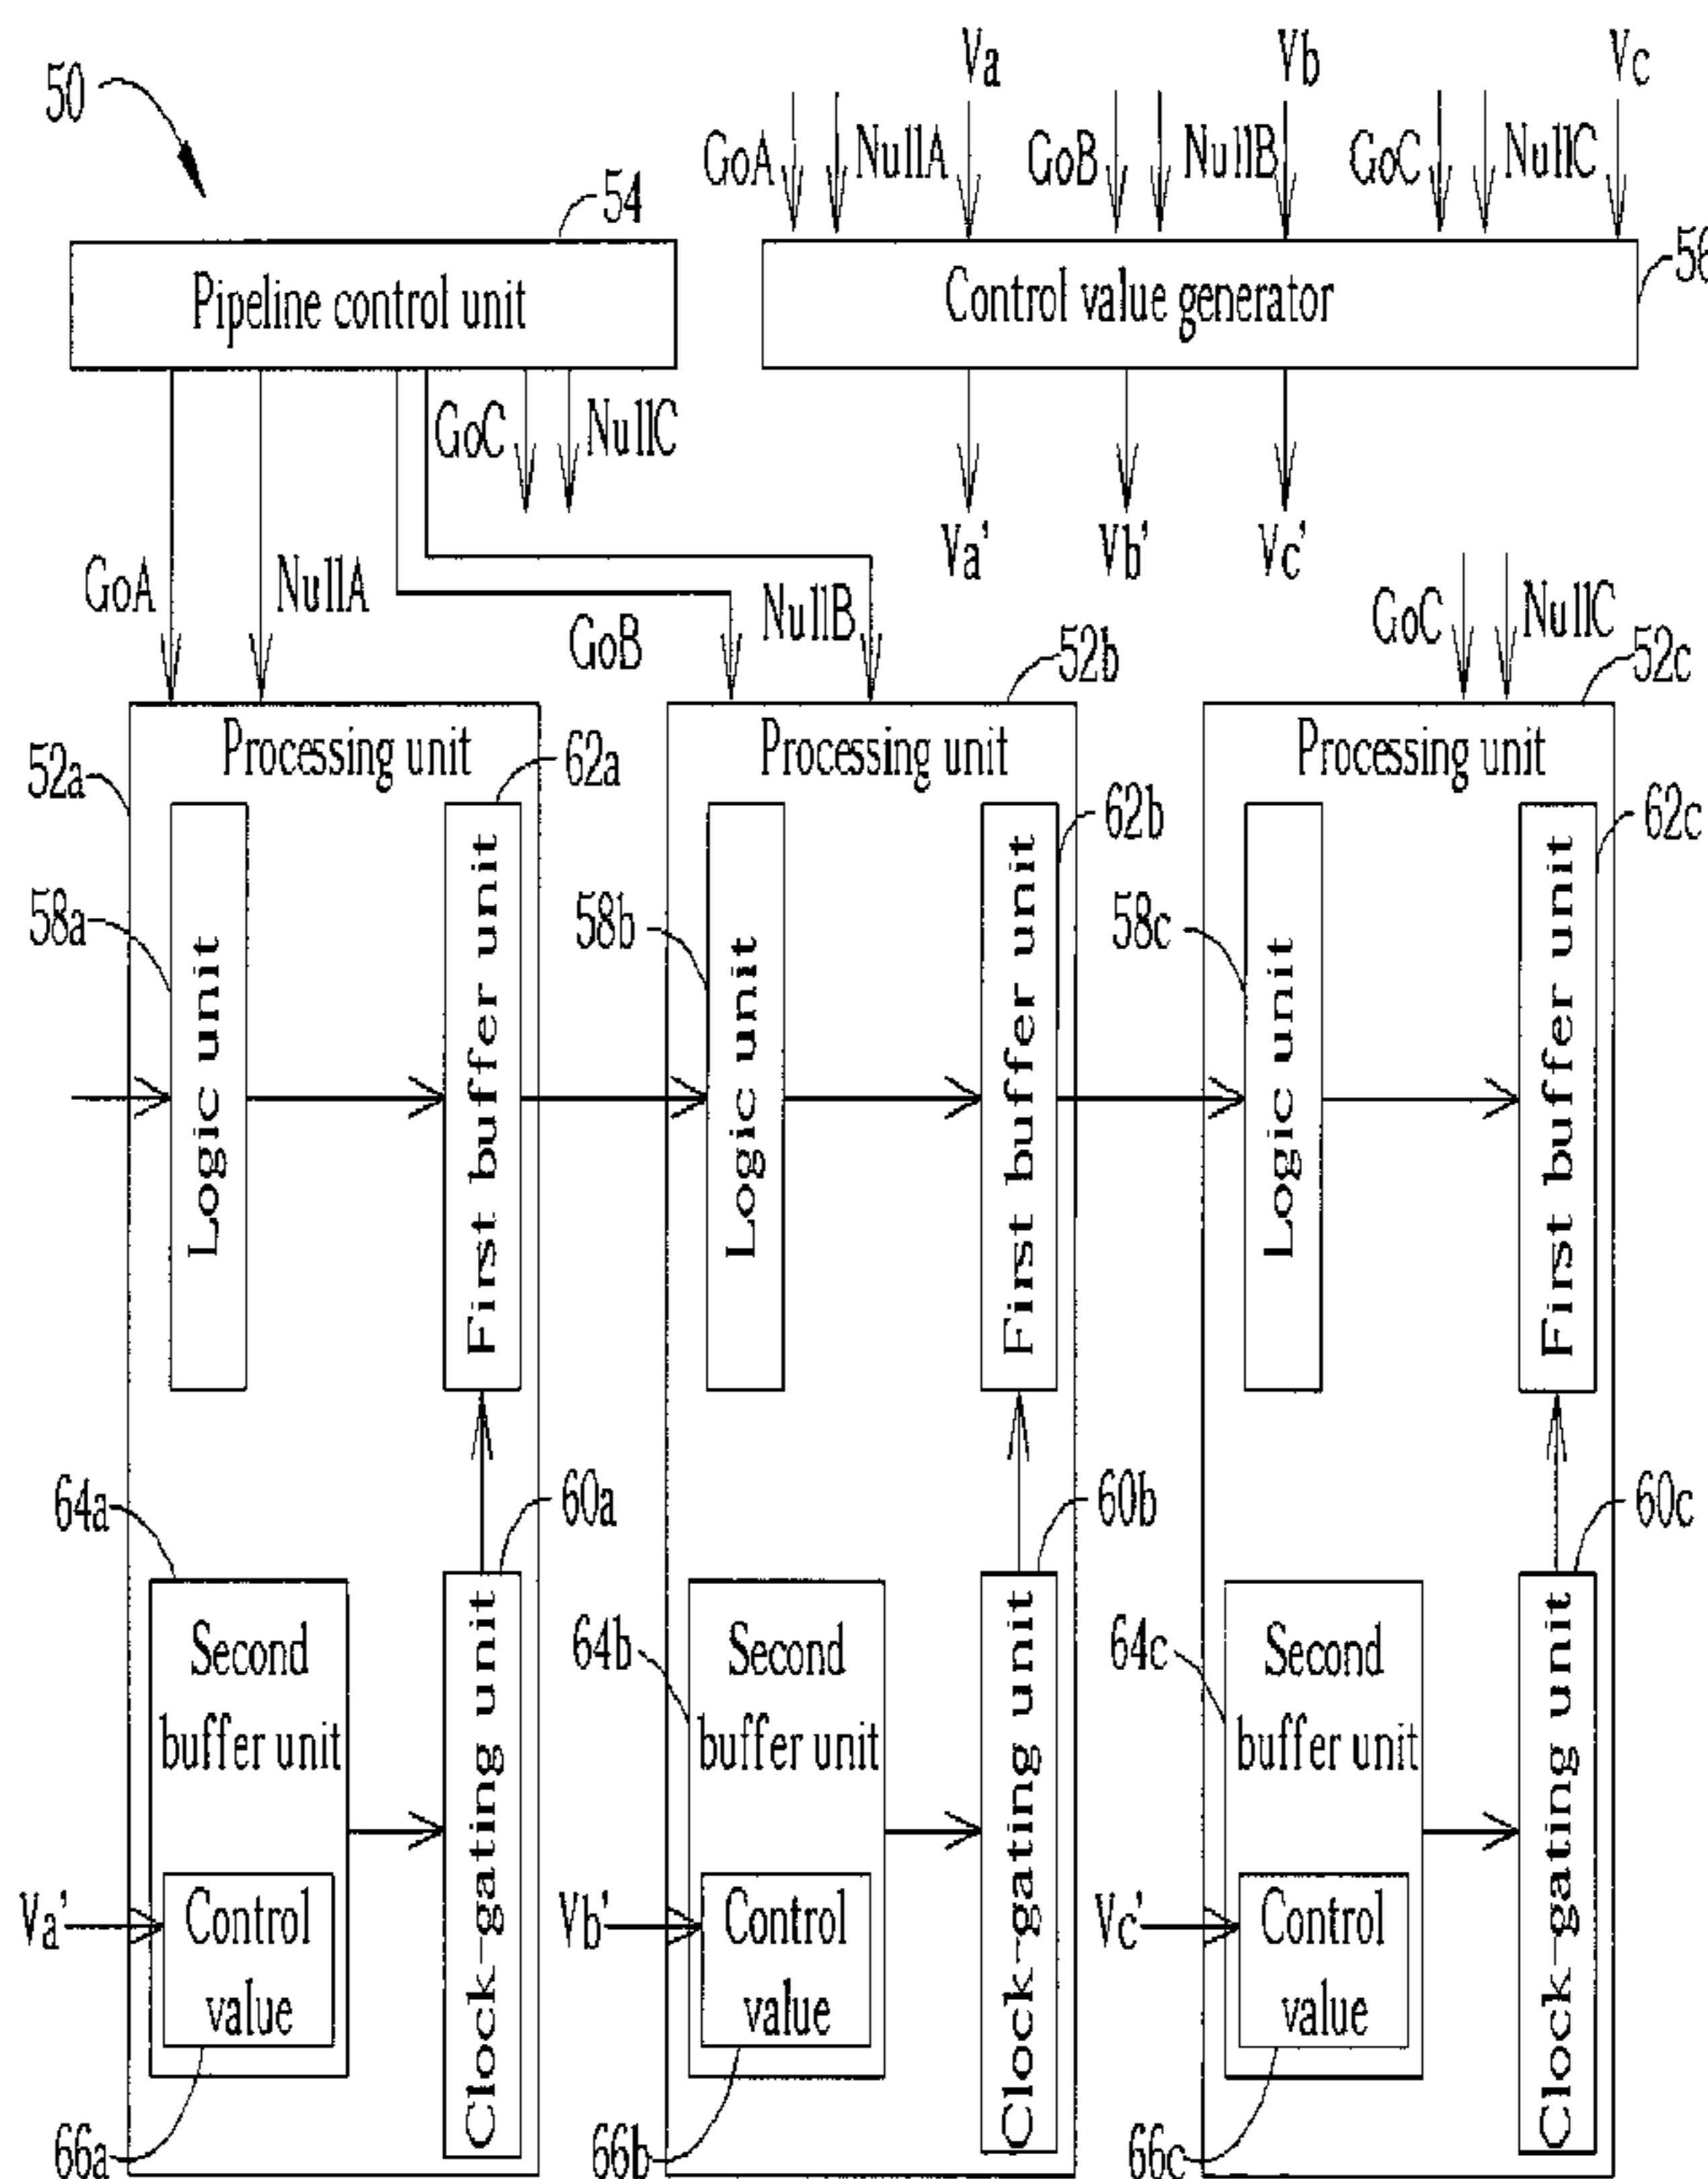 50
Va
Vb
Vc
GoA
NullA
GoB
NullB
GoC
NullC
54
56
Pipeline control unit
Control value generator
GoC
NullC
Va'
Vb'
Vc'
GoA
NullA
GoB
NullB
GoC
NullC
52a
52b
52c
Processing unit
Processing unit
Processing unit
62a
62b
62c
58a
58b
58c
Logic unit
First buffer unit
Logic unit
First buffer unit
Logic unit
First buffer unit
64a
60a
64b
60b
64c
60c
Second
buffer unit
Second
buffer unit
Second
buffer unit
Clock-gating unit
Clock-gating unit
Clock-gating unit
Va'
Control
value
Vb'
Control
value
Vc'
Control
value
66a
66b
66c